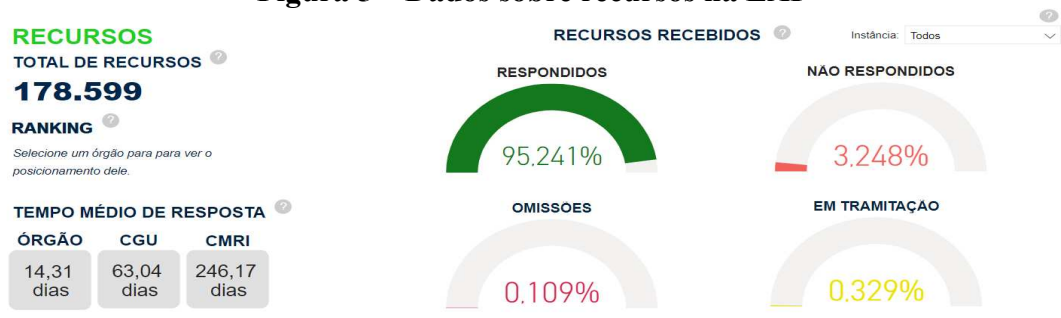 RECURSOS
TOTAL DE RECURSOS ?
178.599
RANKING ?
Selecione um órgão para para ver o
posicionamento dele.
TEMPO MÉDIO DE RESPOSTA ?
ÓRGÃO CGU CMRI
14,31 63,04 246,17
dias dias dias
RECURSOS RECEBIDOS ?
?
Instância: Todos
RESPONDIDOS
95.241%
NÃO RESPONDIDOS
3.248%
OMISSÕES
0.109%
EM TRAMITAÇÃO
0.329%